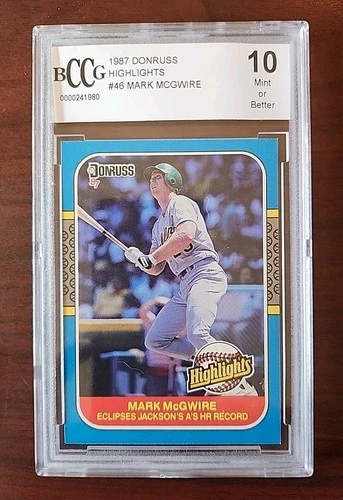 BCCG
0000241980
1987 DONRUSS
HIGHLIGHTS
#46 MARK MCGWIRE
10
Mint
or
Better
DONRUSS
87
Highlights
MARK McGWIRE
ECLIPSES JACKSON'S A'S HR RECORD